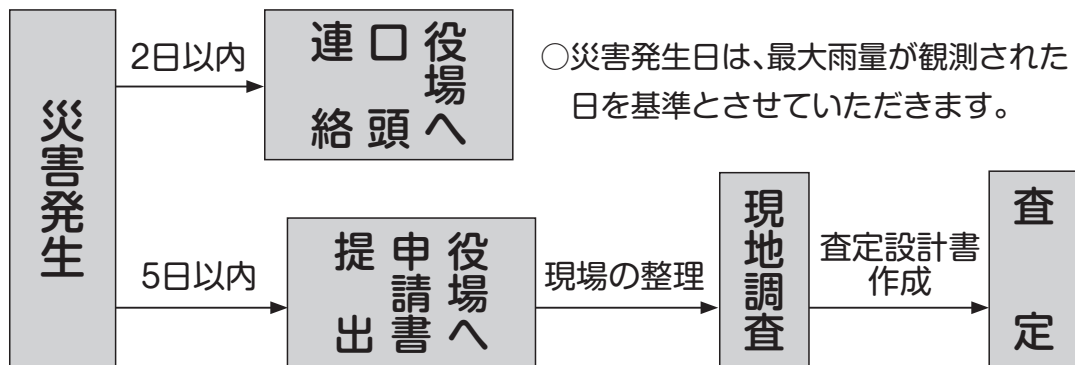 災害発生
2日以内
役場へ
口頭
連絡
○災害発生日は、最大雨量が観測された
日を基準とさせていただきます。
5日以内
役場へ
申請書
提出
現場の整理
現地調査
査定設計書
作成
査定